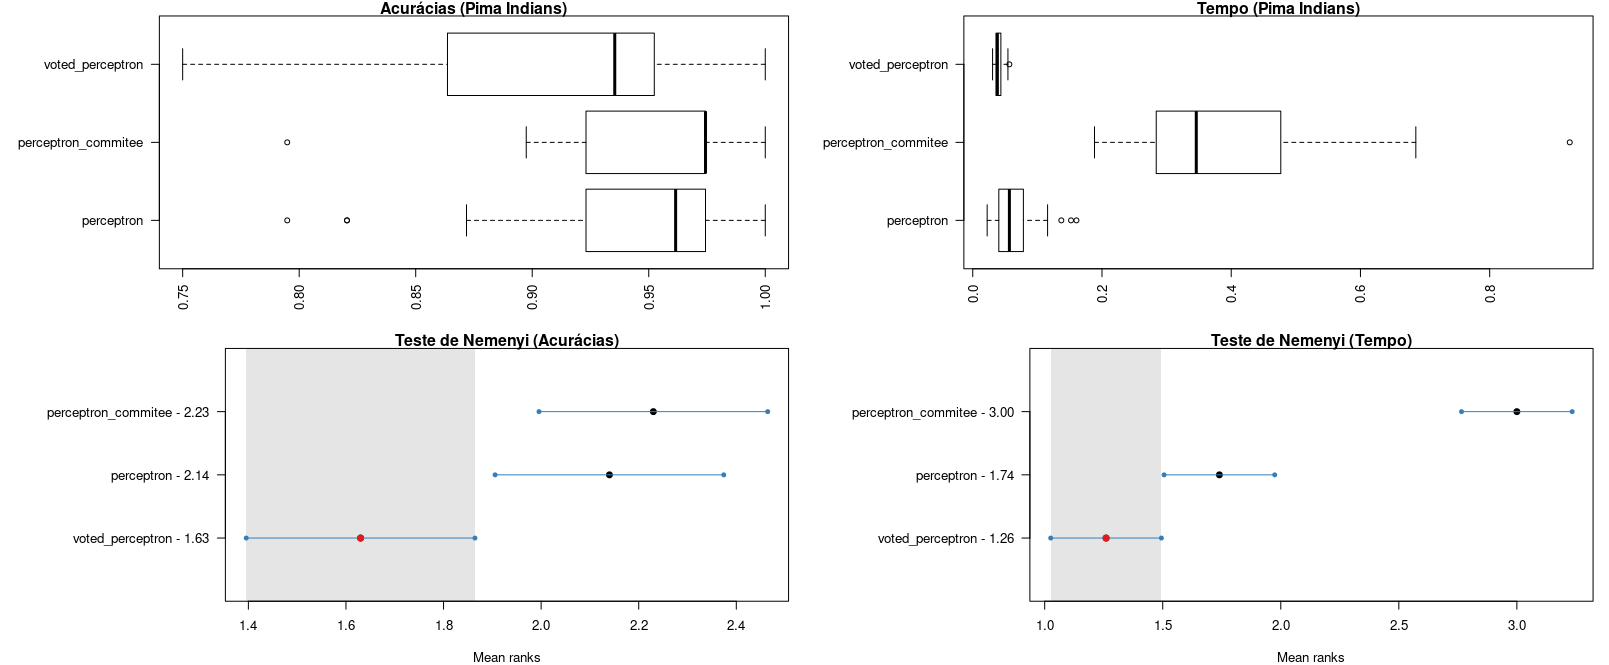 Acurácias (Pima Indians)
voted_perceptron
perceptron_commitee
perceptron
0.75 0.80 0.85 0.90 0.95 1.00
Tempo (Pima Indians)
voted_perceptron
perceptron_commitee
perceptron
0.0 0.2 0.4 0.6 0.8
Teste de Nemenyi (Acurácias)
perceptron_commitee - 2.23
perceptron - 2.14
voted_perceptron - 1.63
1.4 1.6 1.8 2.0 2.2 2.4
Mean ranks
Teste de Nemenyi (Tempo)
perceptron_commitee - 3.00
perceptron - 1.74
voted_perceptron - 1.26
1.0 1.5 2.0 2.5 3.0
Mean ranks